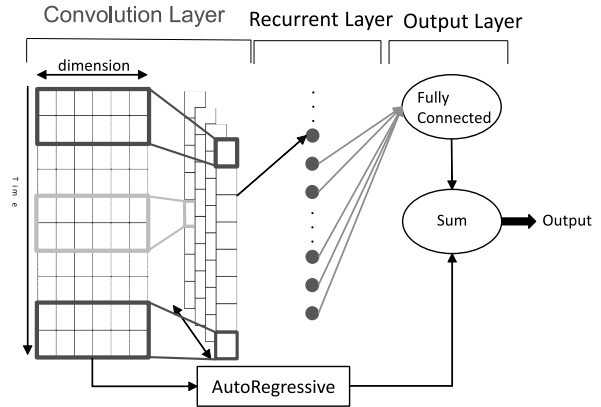 Convolution Layer
Recurrent Layer
Output Layer
dimension
Time
Fully
Connected
Sum
Output
AutoRegressive